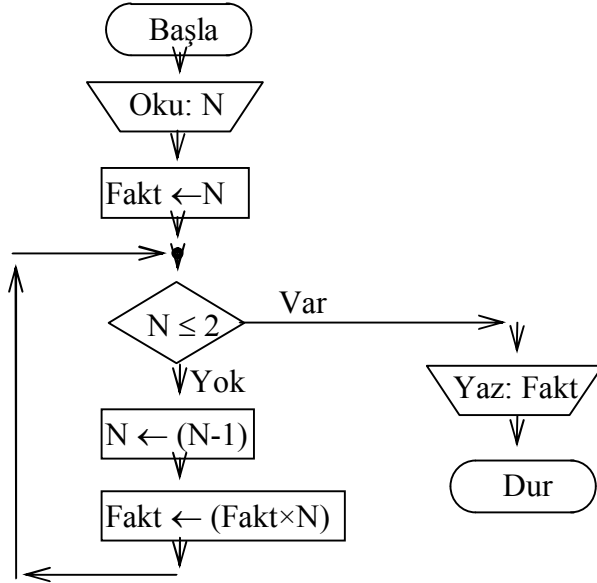 Başla
Oku: N
Fakt ←N
N ≤ 2
Var
Yaz: Fakt
Dur
Yok
N ← (N-1)
Fakt ← (Fakt×N)